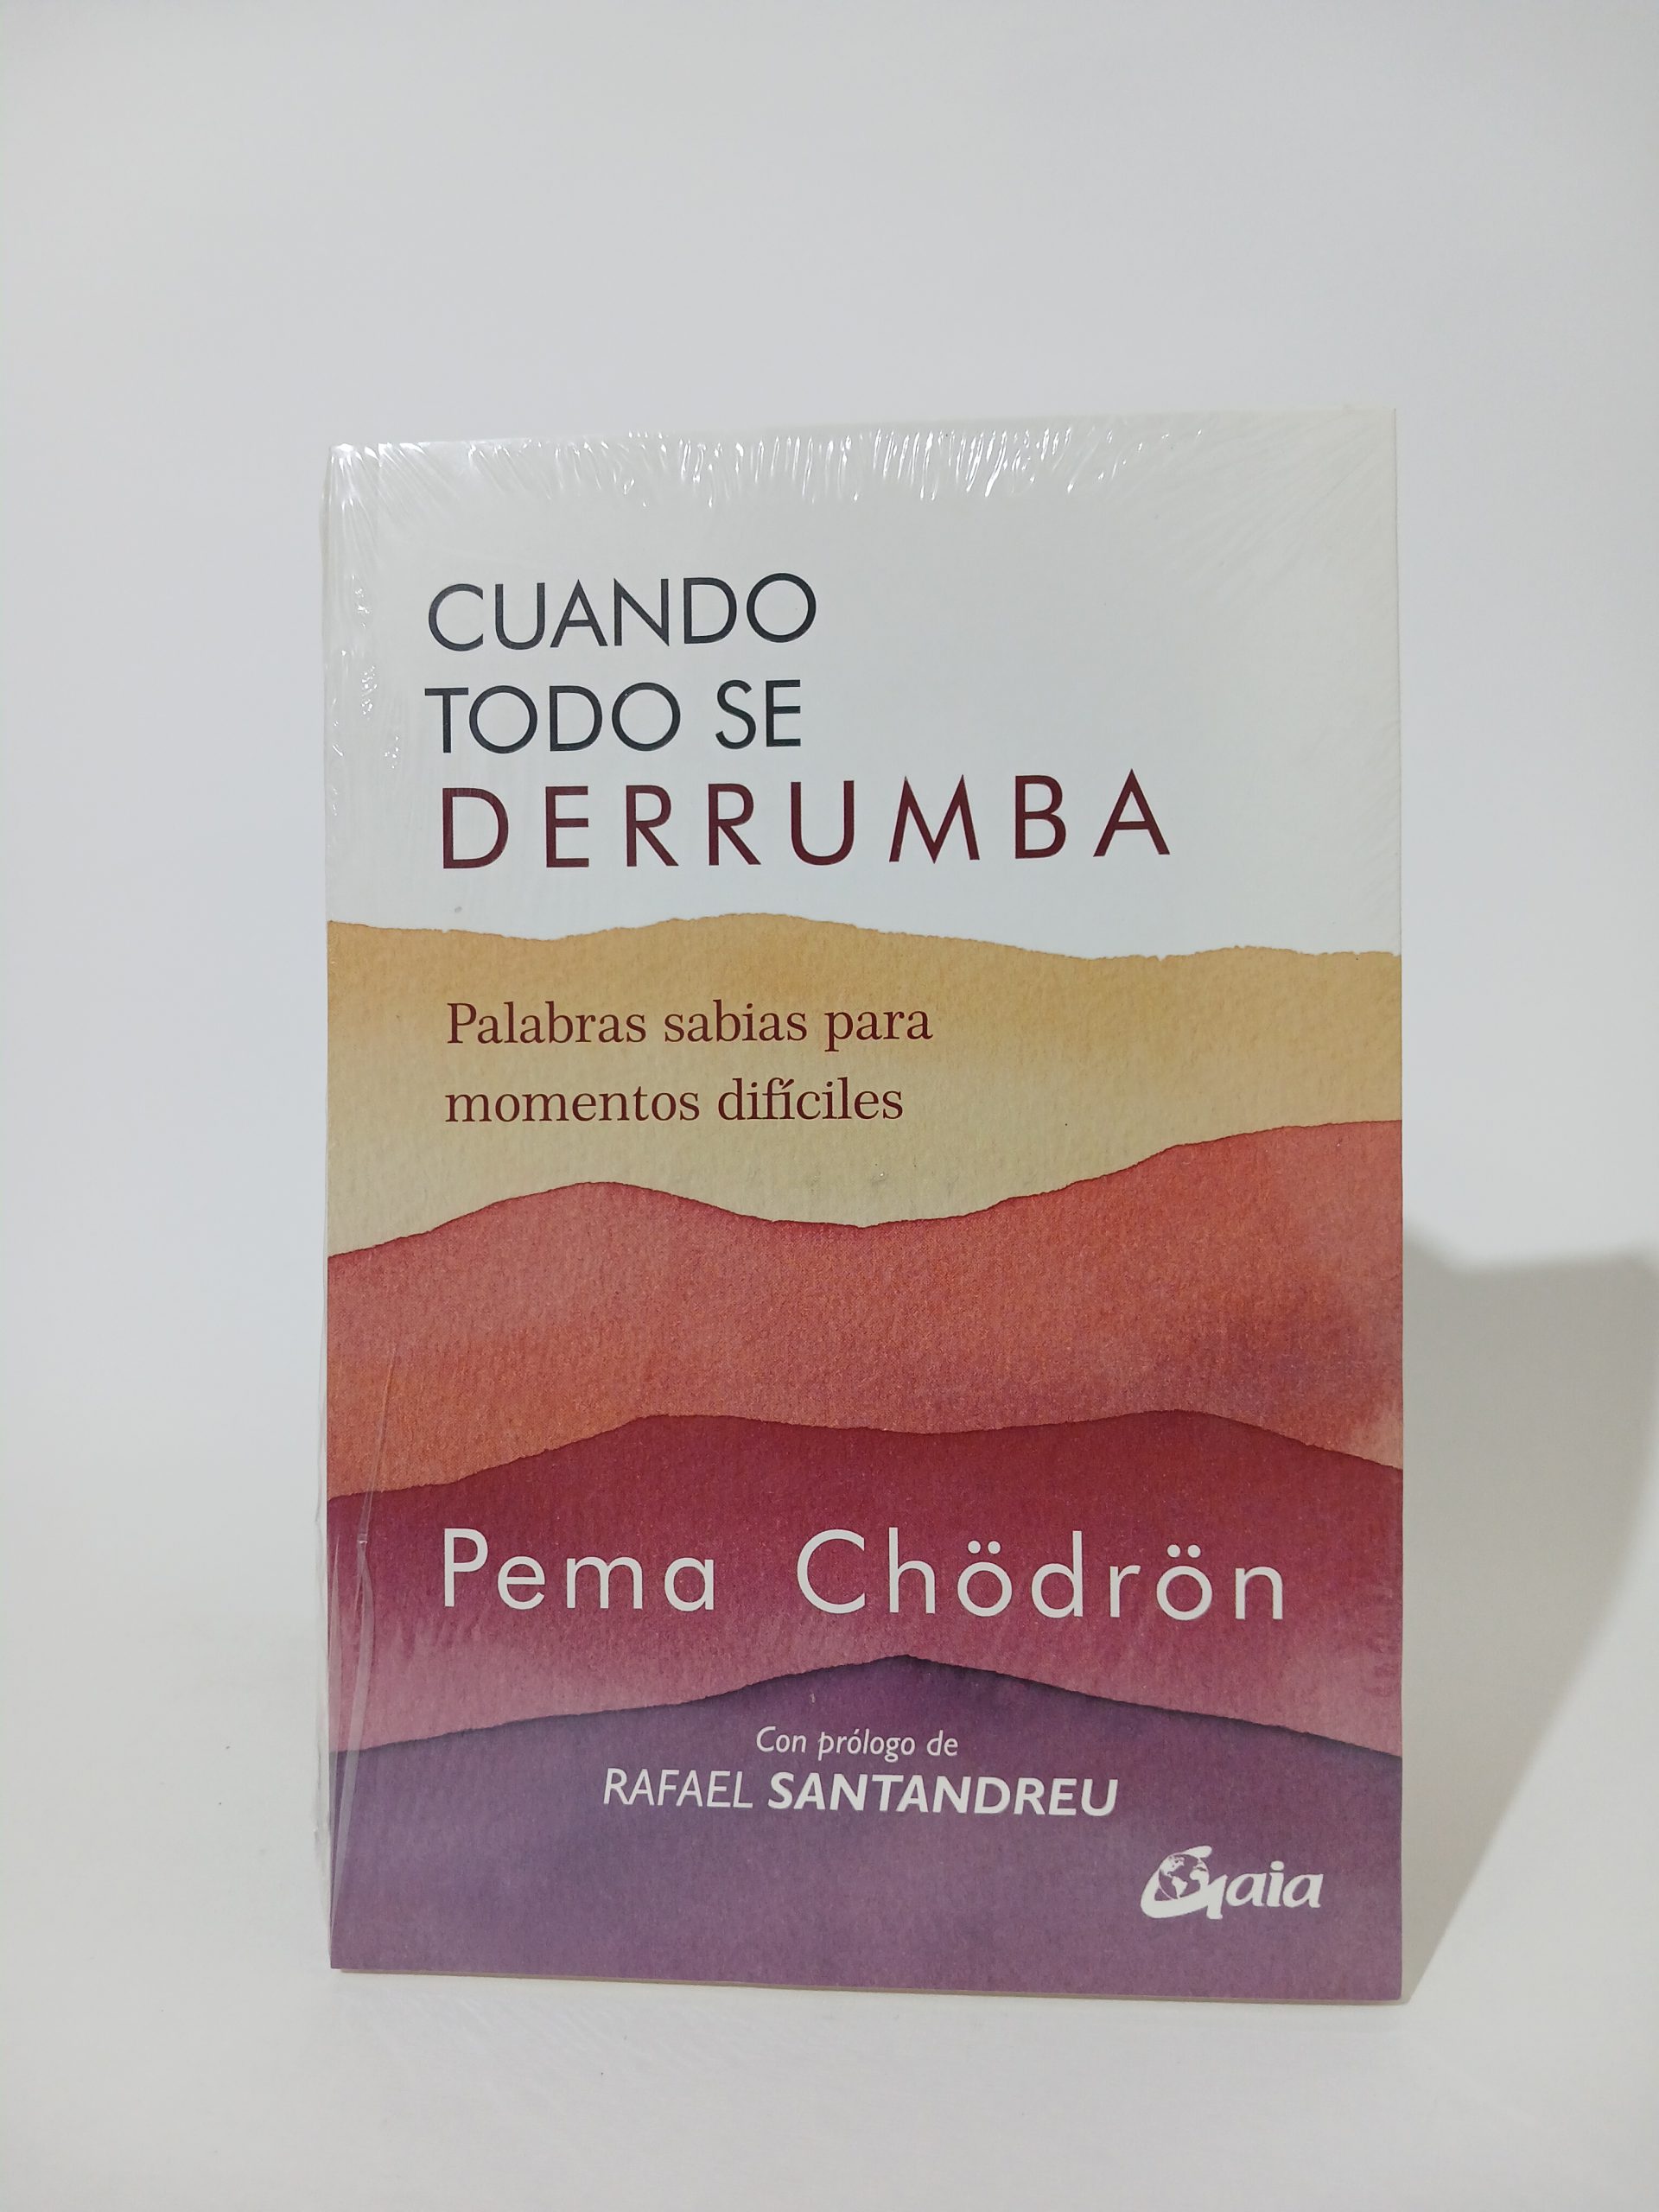 CUANDO
TODO SE
DERRUMBA
Palabras sabias para
momentos difíciles
Pema Chödrön
Con prólogo de
RAFAEL SANTANDREU
Gaia